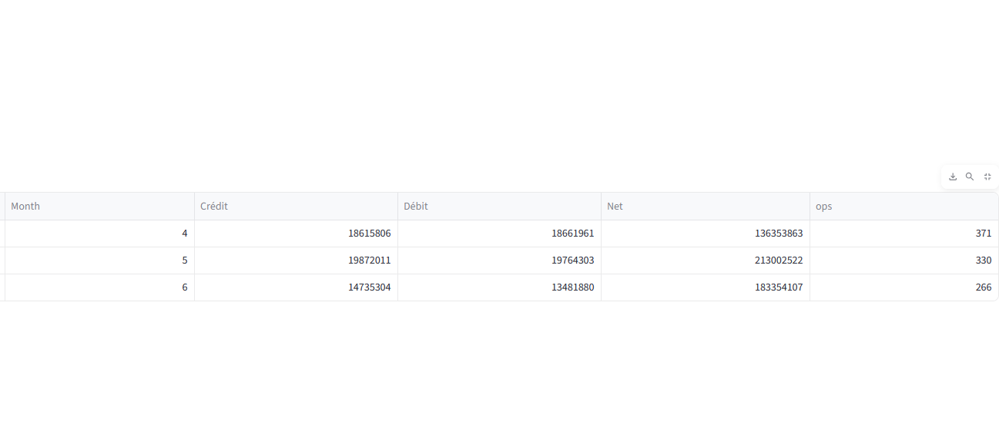 Month Crédit Débit Net ops
4 18615806 18661961 136353863 371
5 19872011 19764303 213002522 330
6 14735304 13481880 183354107 266